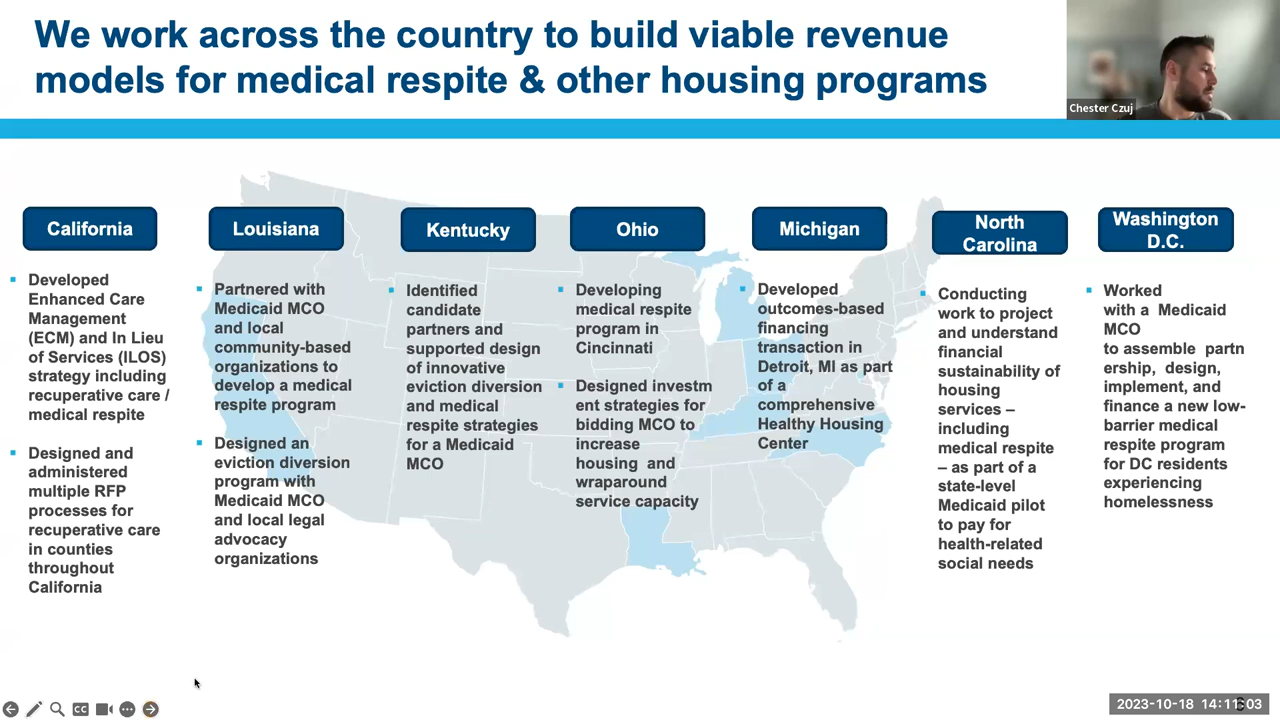 We work across the country to build viable revenue
models for medical respite & other housing programs
Chester Czuj
California
Developed
Enhanced Care
Management
(ECM) and In Lieu
of Services (ILOS)
strategy including
recuperative care /
medical respite
Designed and
administered
multiple RFP
processes for
recuperative care
in counties
throughout
California
Louisiana
Partnered with
Medicaid MCO
and local
community-based
organizations to
develop a medical
respite program
Designed an
eviction diversion
program with
Medicaid MCO
and local legal
advocacy
organizations
Kentucky
Identified
candidate
partners and
supported design
of innovative
eviction diversion
and medical
respite strategies
for a Medicaid
MCO
Ohio
Developing
medical respite
program in
Cincinnati
Designed investm
ent strategies for
bidding MCO to
increase
housing and
wraparound
service capacity
Michigan
Developed
outcomes-based
financing
transaction in
Detroit, MI as part
of a
comprehensive
Healthy Housing
Center
North
Carolina
Conducting
work to project
and understand
financial
sustainability of
housing
services –
including
medical respite
– as part of a
state-level
Medicaid pilot
to pay for
health-related
social needs
Washington
D.C.
Worked
with a Medicaid
MCO
to assemble partn
ership, design,
implement, and
finance a new low-
barrier medical
respite program
for DC residents
experiencing
homelessness
CC
2023-10-18 14:11:03